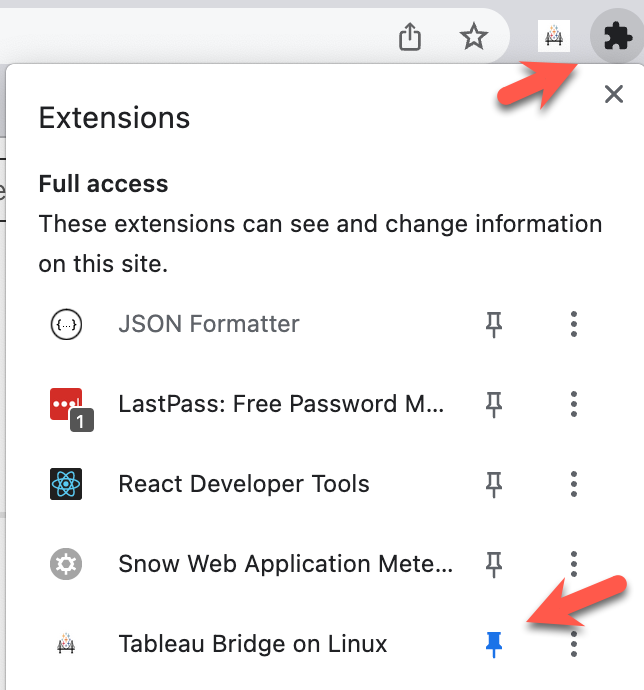 Extensions
Full access
These extensions can see and change information
on this site.
{...} JSON Formatter
1 LastPass: Free Password M...
React Developer Tools
Snow Web Application Mete...
Tableau Bridge on Linux